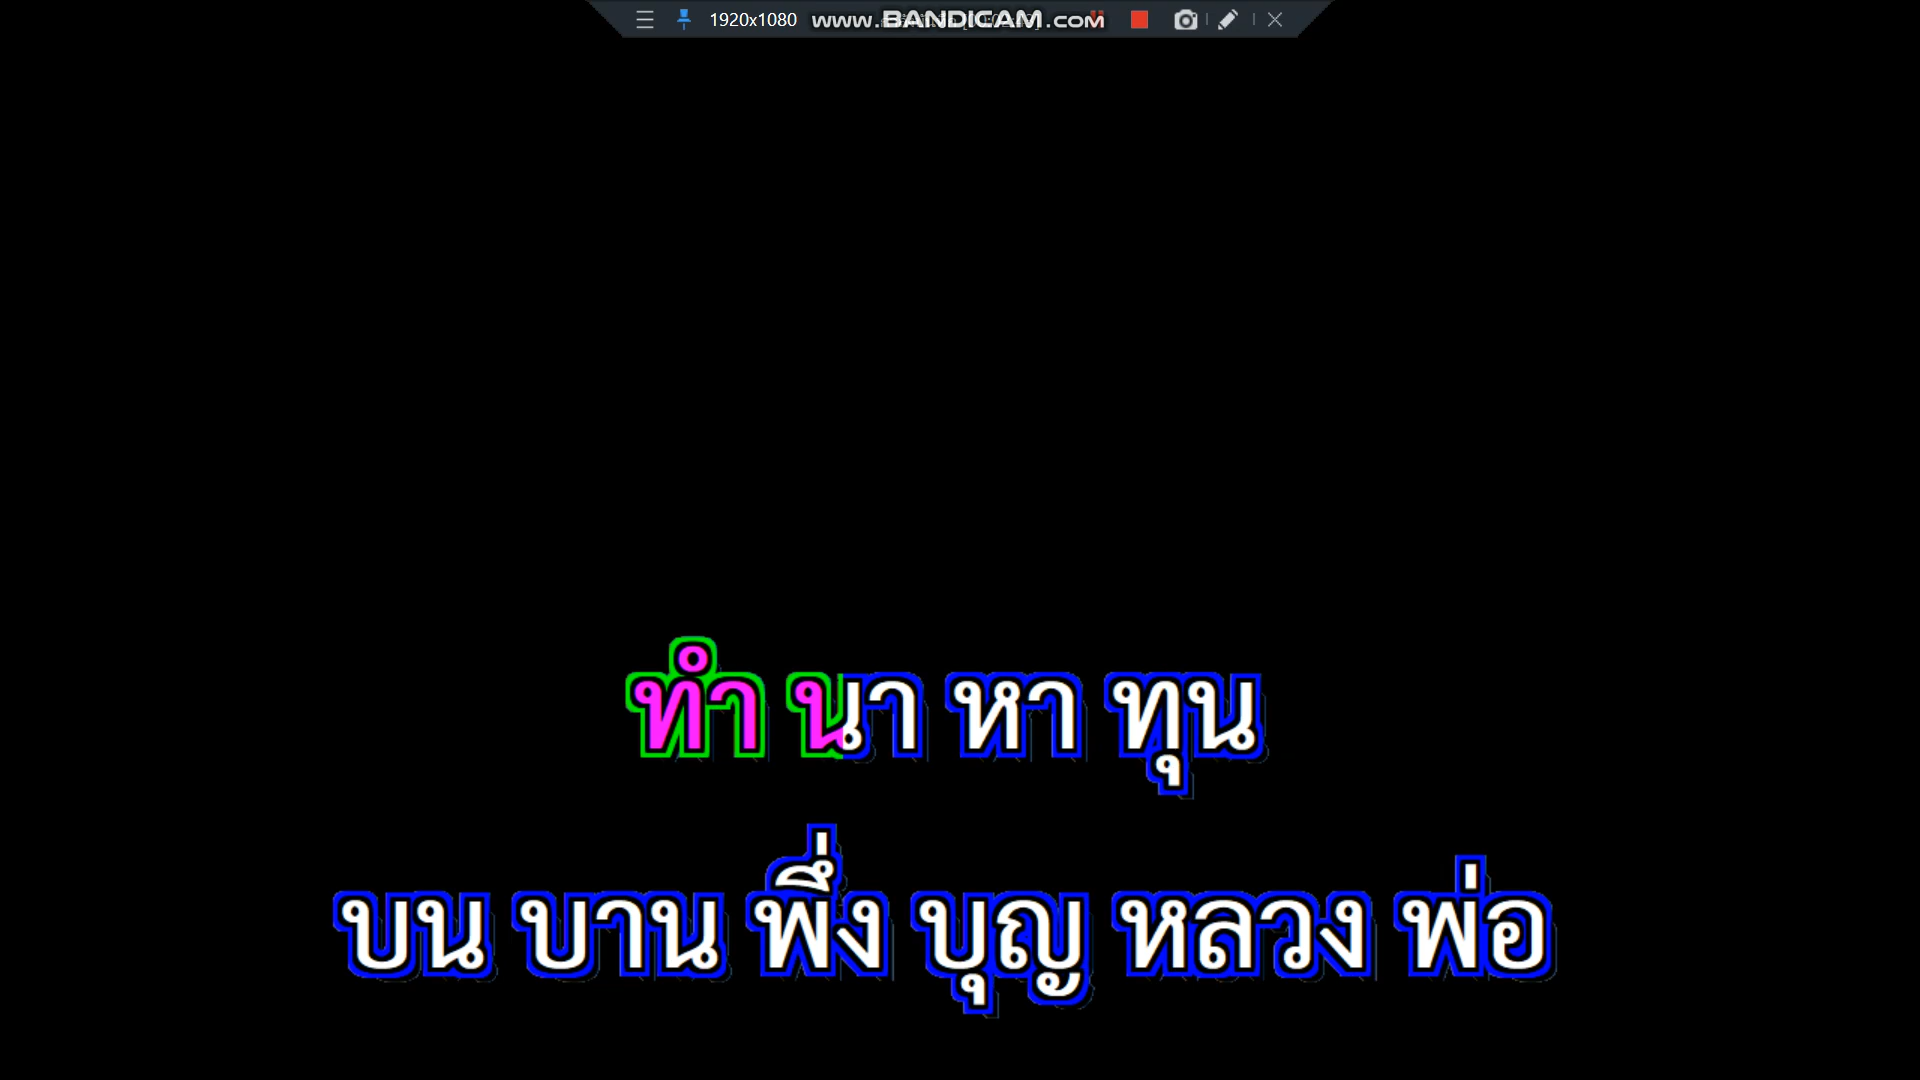 1920x1080 www.BANDICAM.com
ทำ นา หา ทุน
บน บาน พึ่ง บุญ หลวง พ่อ